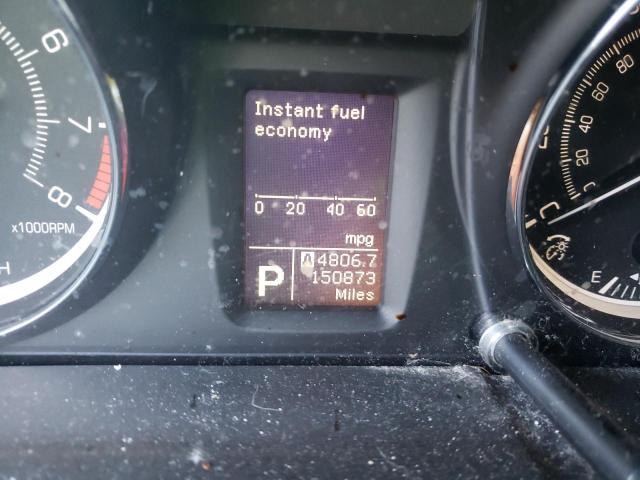 6
7
8
x1000RPM
H
Instant fuel
economy
0 20 40 60
mpg
A 4806.7
P 150873
Miles
80
60
40
20
0
E